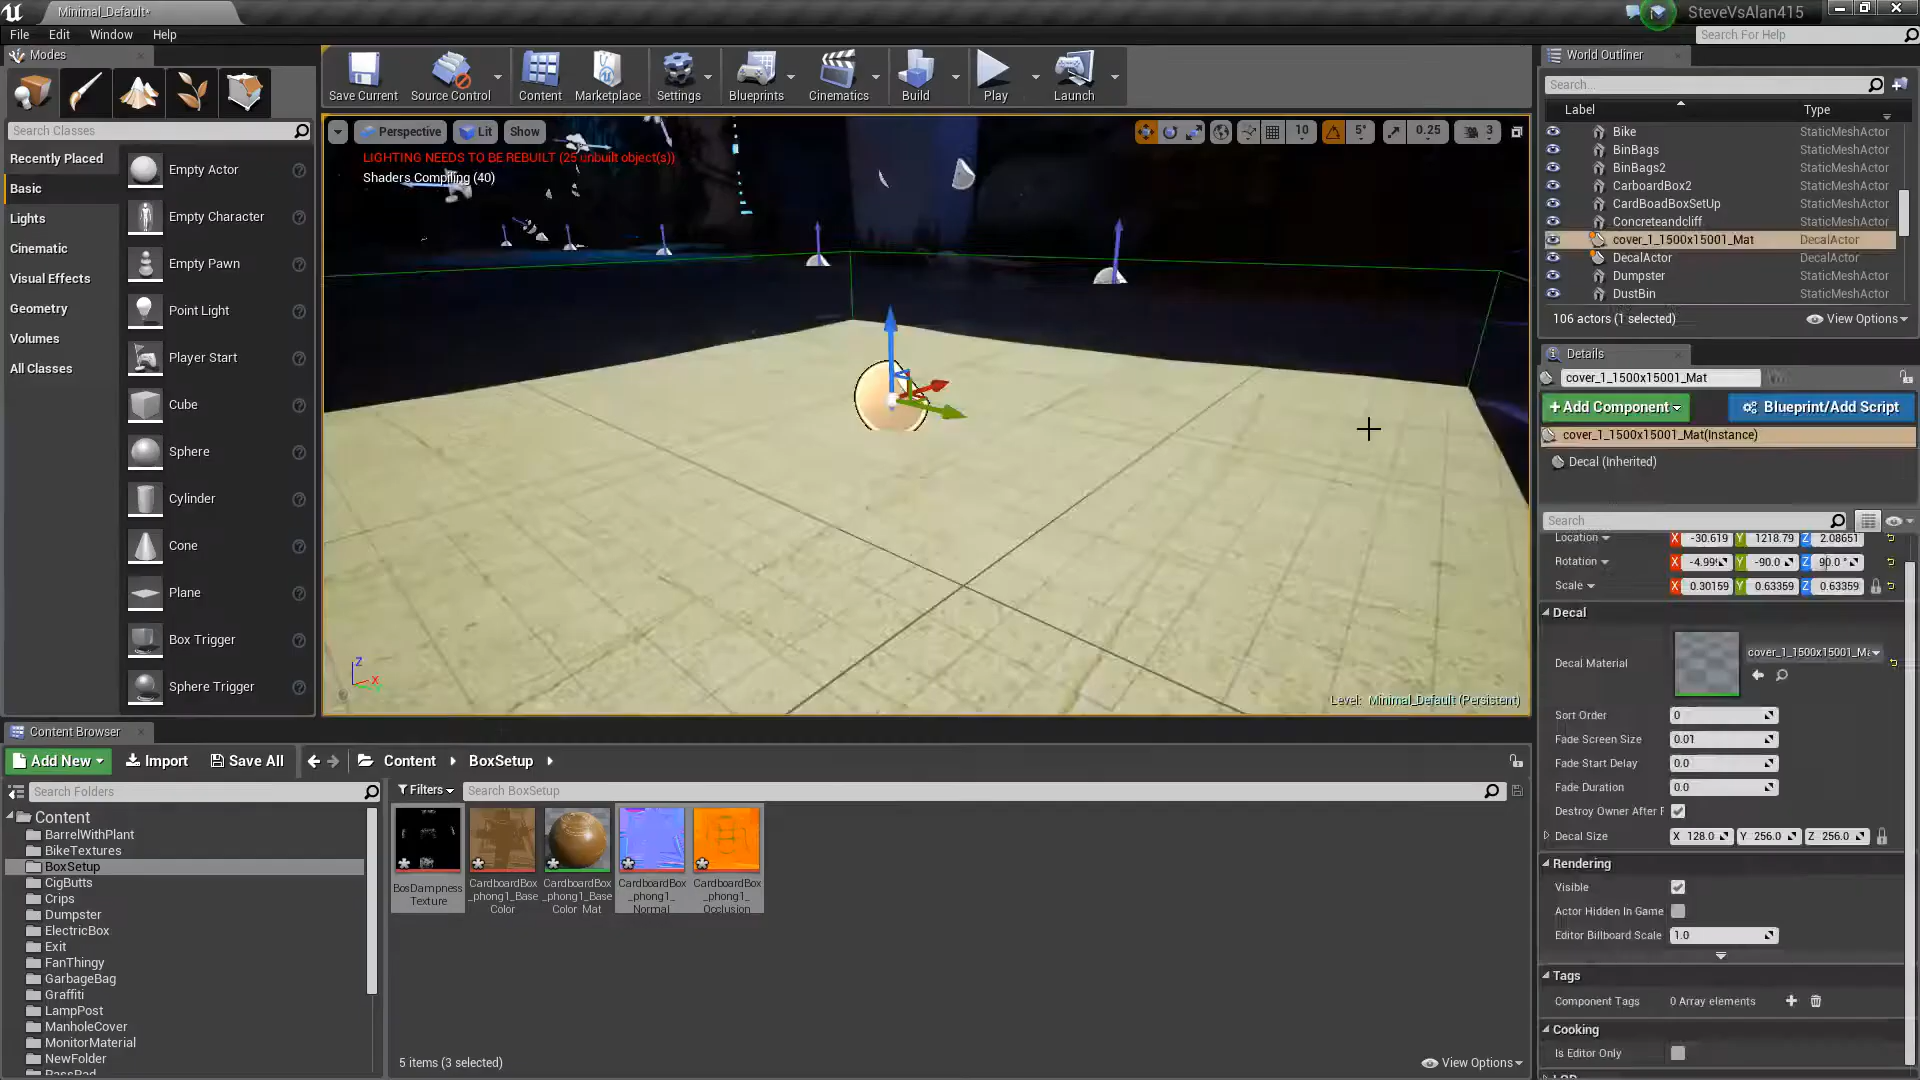 Minimal_Default*
SteveVsAlan415
File Edit Window Help
Search For Help
Modes
Save Current
Source Control
Content
Marketplace
Settings
Blueprints
Cinematics
Build
Play
Launch
World Outliner
Search...
Label Type
Bike StaticMeshActor
BinBags StaticMeshActor
BinBags2 StaticMeshActor
CarboardBox2 StaticMeshActor
CardBoadBoxSetUp StaticMeshActor
Concreteandcliff StaticMeshActor
cover_1_1500x15001_Mat DecalActor
DecalActor DecalActor
Dumpster StaticMeshActor
DustBin StaticMeshActor
106 actors (1 selected) View Options
Search Classes
Recently Placed
Basic
Lights
Cinematic
Visual Effects
Geometry
Volumes
All Classes
Empty Actor
Empty Character
Empty Pawn
Point Light
Player Start
Cube
Sphere
Cylinder
Cone
Plane
Box Trigger
Sphere Trigger
Perspective Lit Show
10 5° 0.25 3
LIGHTING NEEDS TO BE REBUILT (25 unbuilt object(s))
Shaders Compiling (40)
Z
X
Level: Minimal_Default (Persistent)
Details
cover_1_1500x15001_Mat
+Add Component
Blueprint/Add Script
cover_1_1500x15001_Mat(Instance)
Decal (Inherited)
Search
Location X -30.619 Y 1218.79 Z 2.08651
Rotation X -4.99 Y -90.0 ° Z 90.0 °
Scale X 0.30159 Y 0.63359 Z 0.63359
Decal
Decal Material cover_1_1500x15001_Ma
Sort Order 0
Fade Screen Size 0.01
Fade Start Delay 0.0
Fade Duration 0.0
Destroy Owner After F
Decal Size X 128.0 Y 256.0 Z 256.0
Rendering
Visible
Actor Hidden In Game
Editor Billboard Scale 1.0
Tags
Component Tags 0 Array elements
Cooking
Is Editor Only
Content Browser
Add New Import Save All Content BoxSetup
Search Folders
Filters Search BoxSetup
Content
BarrelWithPlant
BikeTextures
BoxSetup
CigButts
Crips
Dumpster
ElectricBox
Exit
FanThingy
GarbageBag
Graffiti
LampPost
ManholeCover
MonitorMaterial
NewFolder
BosDampness
Texture
CardboardBox
_phong1_Base
Color
CardboardBox
_phong1_Base
Color_Mat
CardboardBox
_phong1_
Normal
CardboardBox
_phong1_
Occlusion
5 items (3 selected)
View Options